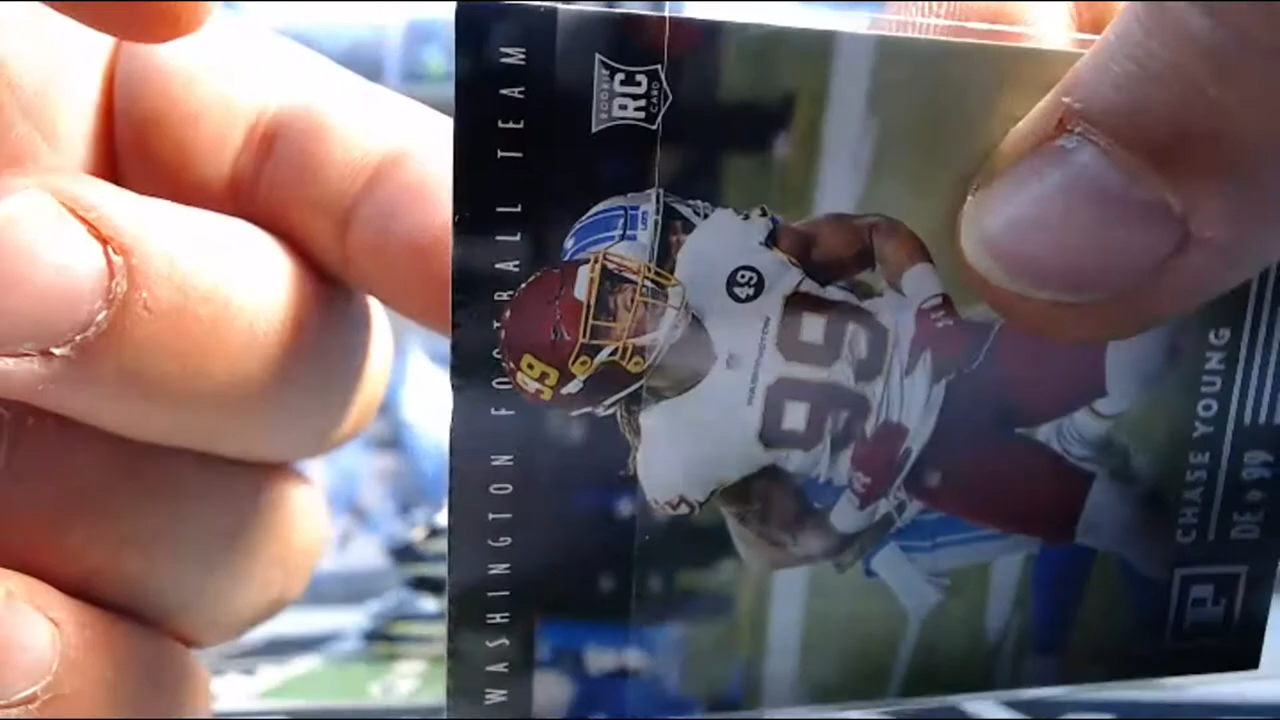 WASHINGTON FOOTBALL TEAM
ROOKIE
RC
CARD
99
49
WASHINGTON
99
CHASE YOUNG
DE • 99
P